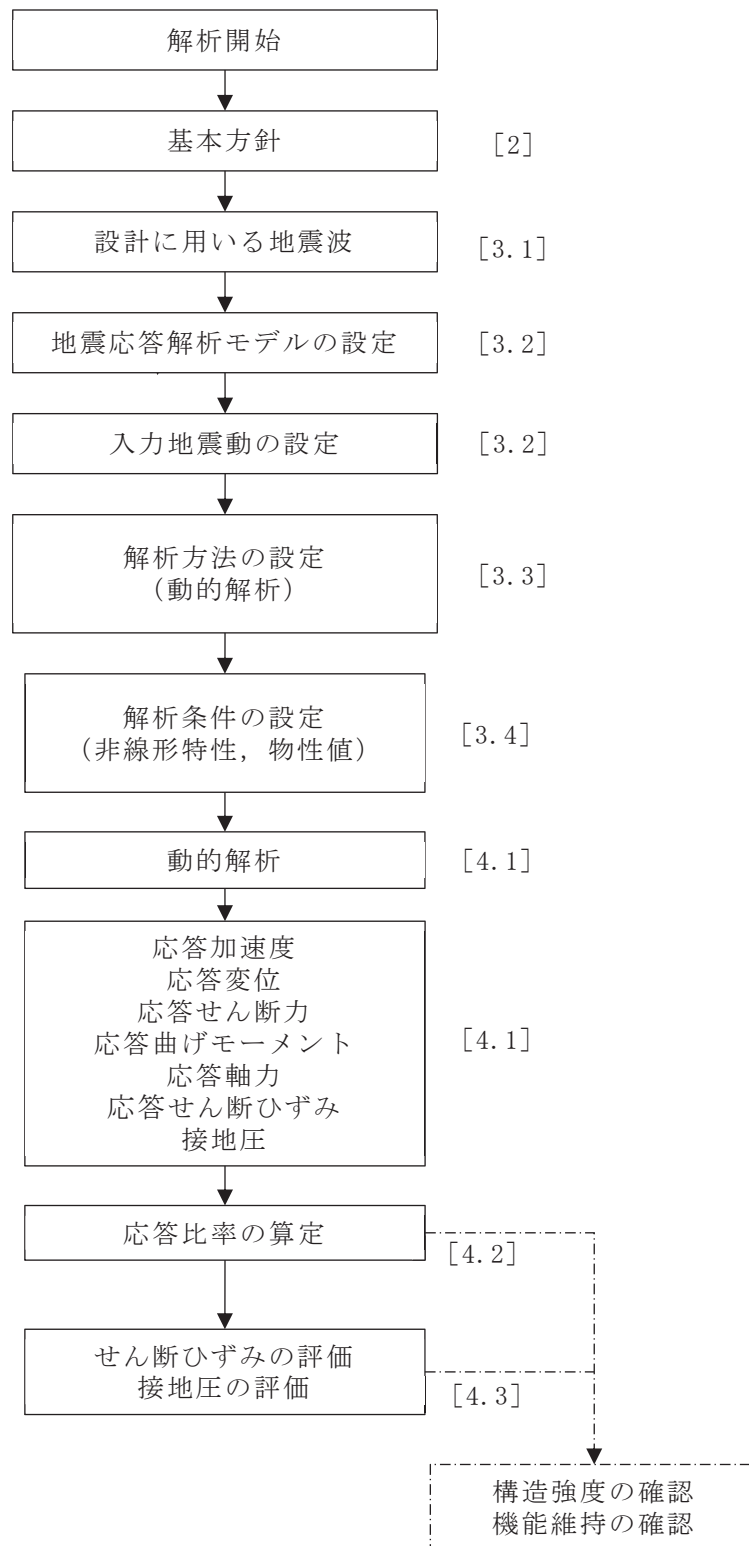 解析開始
基本方針
[2]
設計に用いる地震波
[3.1]
地震応答解析モデルの設定
[3.2]
入力地震動の設定
[3.2]
解析方法の設定
(動的解析)
[3.3]
解析条件の設定
(非線形特性，物性値)
[3.4]
動的解析
[4.1]
応答加速度
応答変位
応答せん断力
応答曲げモーメント
応答軸力
応答せん断ひずみ
接地圧
[4.1]
応答比率の算定
[4.2]
せん断ひずみの評価
接地圧の評価
[4.3]
構造強度の確認
機能維持の確認